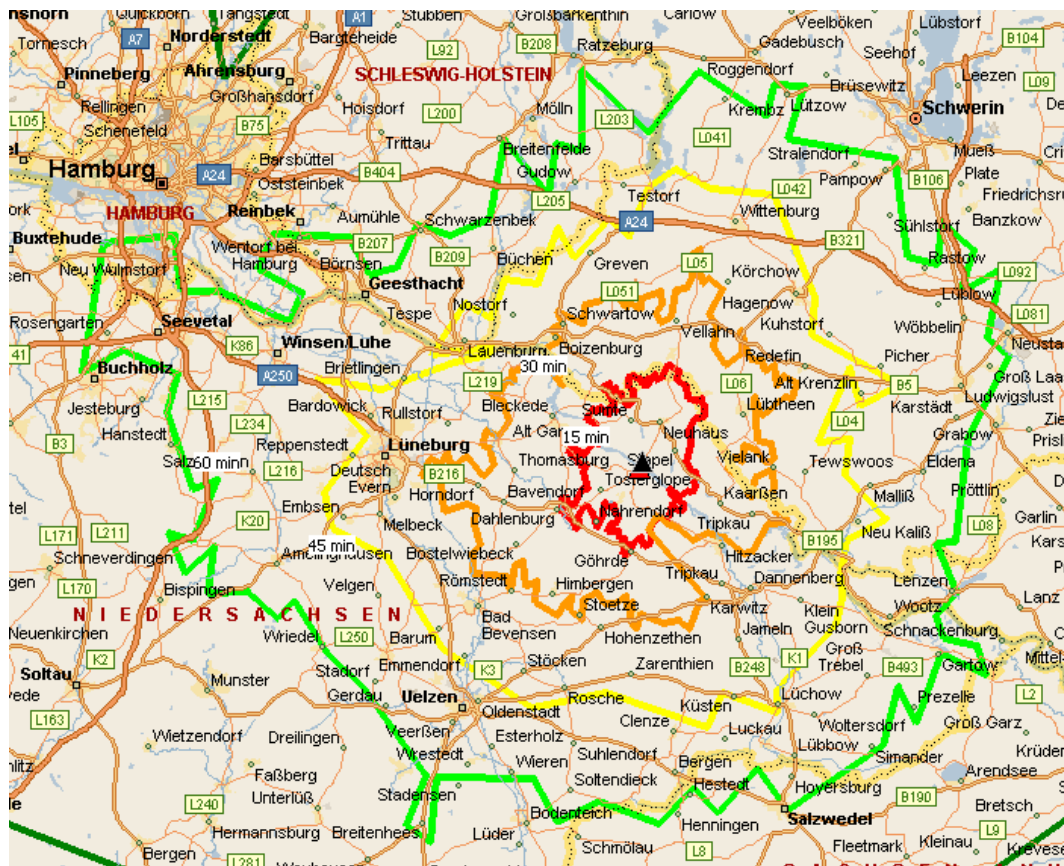 Quickborn
Tangstedt
A1
Stubben
Großbarkenthin
Carlow
Veelböken
Lübstorf
Tornesch
A7
Norderstedt
Bargteheide
L92
B208
Ratzeburg
Gadebusch
Seehof
B104
Pinneberg
Ahrensburg
SCHLESWIG-HOLSTEIN
Roggendorf
Brüsewitz
Leezen
L09
Rellingen
Großhansdorf
Hoisdorf
Mölln
Krembz
Lützow
Schwerin
L105
Schenefeld
B75
L200
L203
Trittau
Breitenfelde
L041
Stralendorf
Mueß
Hamburg
A24
Barsbüttel
B404
Gudow
Pampow
Plate
Oststeinbek
L205
Testorf
L042
B106
HAMBURG
Reinbek
Aumühle
Schwarzenbek
A24
Wittenburg
Sühlstorf
Banzkow
Buxtehude
Wentorf bei
Hamburg
B207
B209
B321
Neu Wulmstorf
Börnsen
Büchen
Greven
L05
Körchow
Rastow
L092
Geesthacht
Nostorf
L051
Hagenow
Lüblow
Rosengarten
Tespe
Schwartow
L081
Seevetal
Vellahn
Kuhstorf
Wöbbelin
K86
Winsen/Luhe
Lauenburg
Boizenburg
Redefin
Picher
Buchholz
A250
Brietlingen
30 min
L06
Alt Krenzlin
B5
Jesteburg
L215
Bardowick
L219
Bleckede
Sumte
Lübtheen
Karstädt
Ludwigslust
L234
Rullstorf
L04
Grabow
B3
Hanstedt
Reppenstedt
Lüneburg
15 min
Neuhaus
60 min
L216
Deutsch
Evern
B216
Thomasburg
Stapel
Vielank
Tewswoos
Eldena
Tosterglope
Embsen
Horndorf
Bavendorf
Kaarßen
Malliß
Pröttlin
K20
Melbeck
Dahlenburg
Nahrendorf
Tripkau
L08
Garlin
L171
L211
Neu Kaliß
Schneverdingen
45 min
Göhrde
Hitzacker
B195
Bostelwiebeck
L170
Velgen
Römstedt
Himbergen
Tripkau
Dannenberg
Lenzen
Bispingen
Stoetze
Karwitz
Wootz
Lanz
NIEDERSACHSEN
Bad
Bevensen
Klein
Gusborn
Neuenkirchen
Wriedel
L250
Barum
Hohenzethen
Jameln
Schnackenburg
K2
Groß
Trebel
Stöcken
K1
Soltau
Stadorf
Emmendorf
K3
Zarenthien
B248
B493
Gartow
Munster
Gerdau
Uelzen
Rosche
Küsten
Lüchow
Prezelle
L2
L163
Oldenstadt
Clenze
Woltersdorf
Groß Garz
Wietzendorf
Dreilingen
Veerßen
Esterholz
Luckau
Lübbow
Wrestedt
Suhlendorf
Simander
Faßberg
Wieren
Bergen
Arendsee
Unterlüß
Soltendieck
Hestedt
Hoyersburg
Stadensen
B190
Bretsch
L240
Bodenteich
Salzwedel
Hermannsburg
Breitenhees
Lüder
Henningen
L9
Bergen
L281
Schmölau
L8
Fleetmark
Kleinau